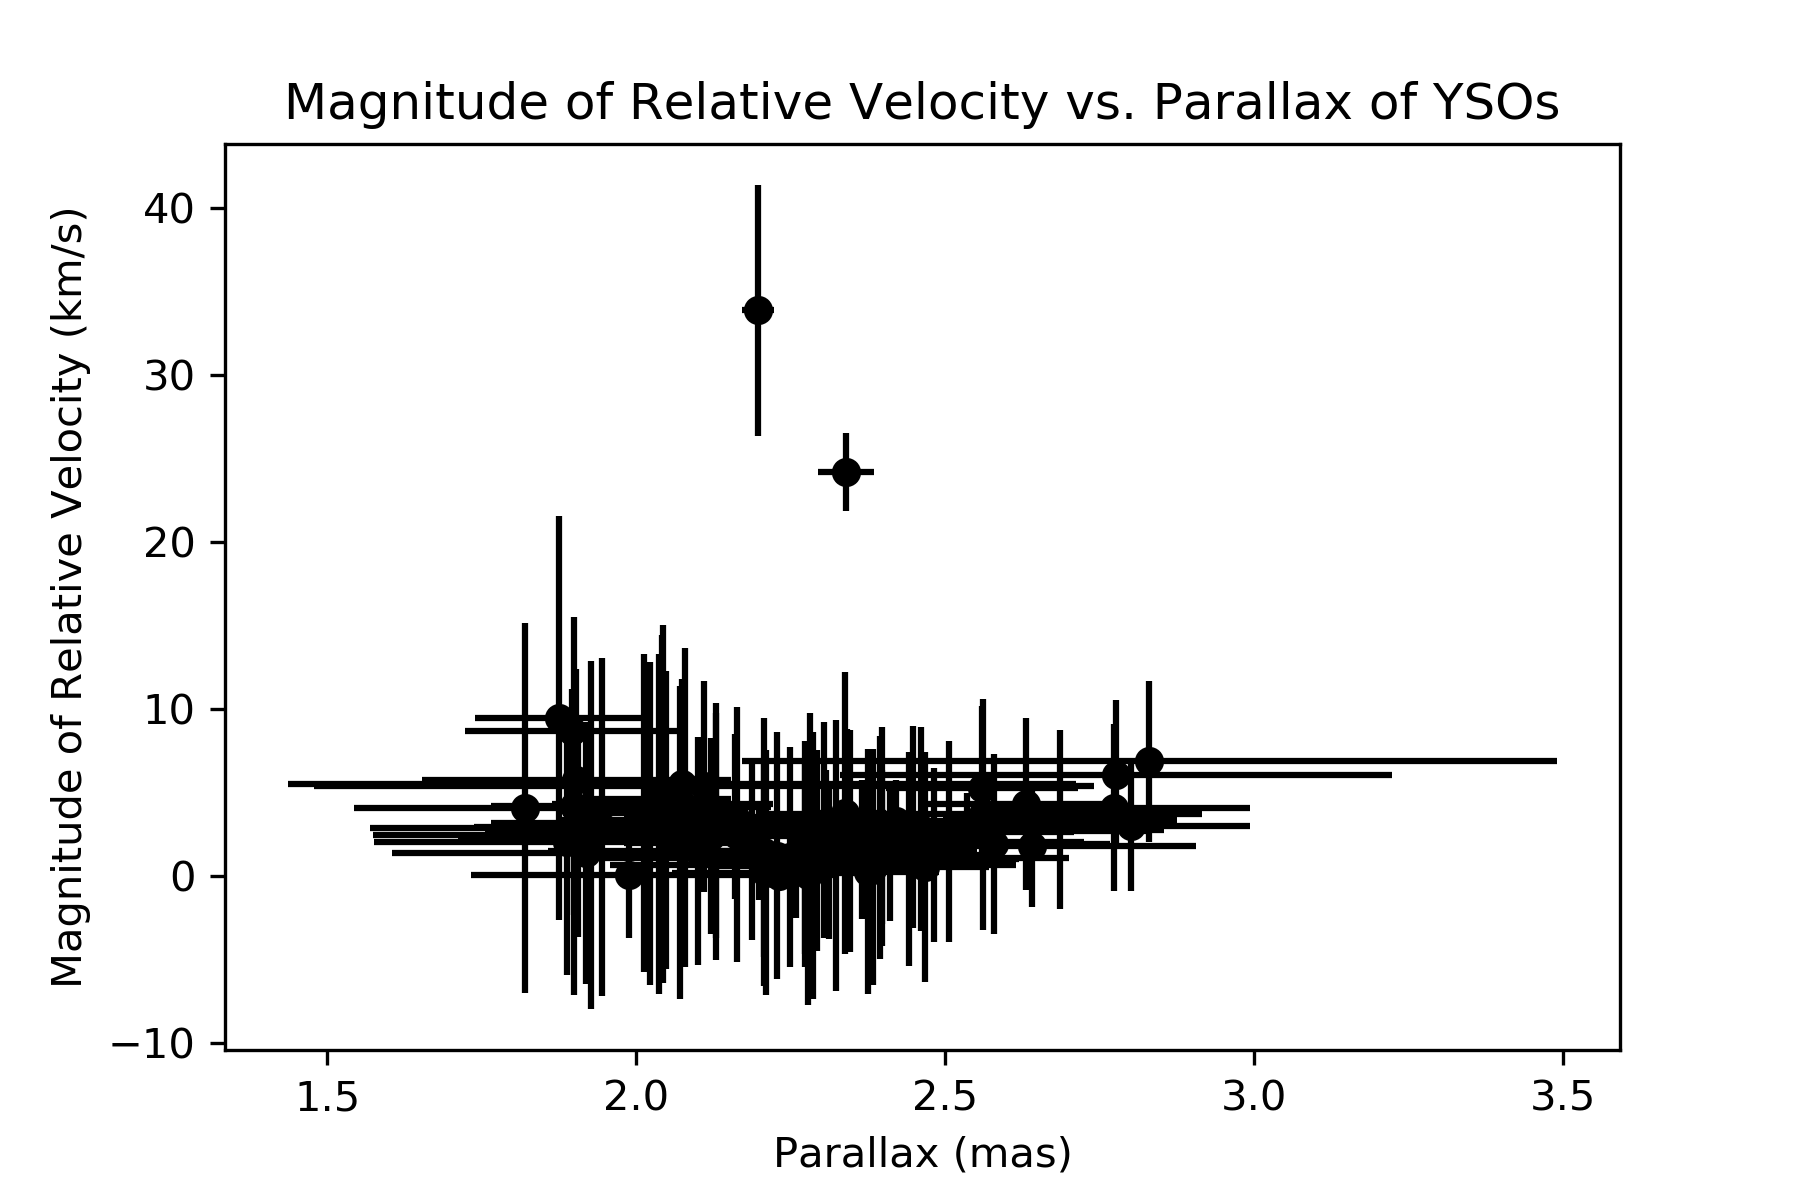 Magnitude of Relative Velocity vs. Parallax of YSOs
Magnitude of Relative Velocity (km/s)
40
30
20
10
0
−10
1.5 2.0 2.5 3.0 3.5
Parallax (mas)